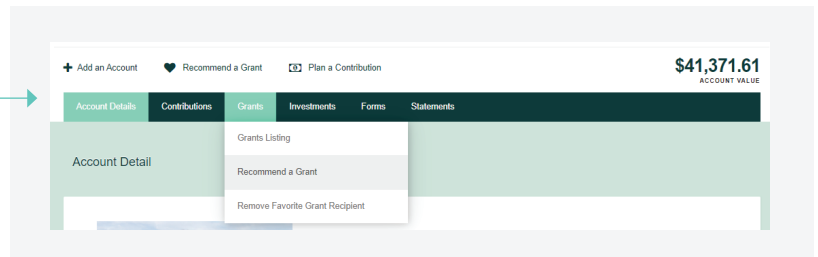 Add an Account Recommend a Grant Plan a Contribution
$41,371.61
ACCOUNT VALUE
Account Details Contributions Grants Investments Forms Statements
Grants Listing
Account Detail
Recommend a Grant
Remove Favorite Grant Recipient